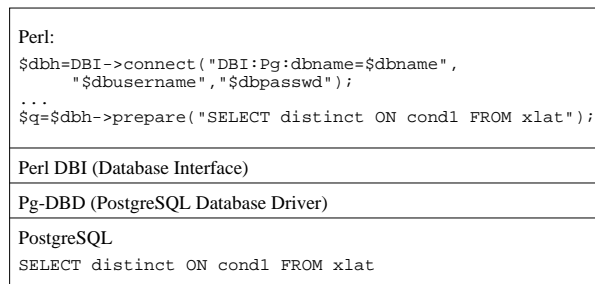 Perl:
$dbh=DBI->connect("DBI:Pg:dbname=$dbname",
"$dbusername","$dbpasswd");
...
$q=$dbh->prepare("SELECT distinct ON cond1 FROM xlat");
Perl DBI (Database Interface)
Pg-DBD (PostgreSQL Database Driver)
PostgreSQL
SELECT distinct ON cond1 FROM xlat